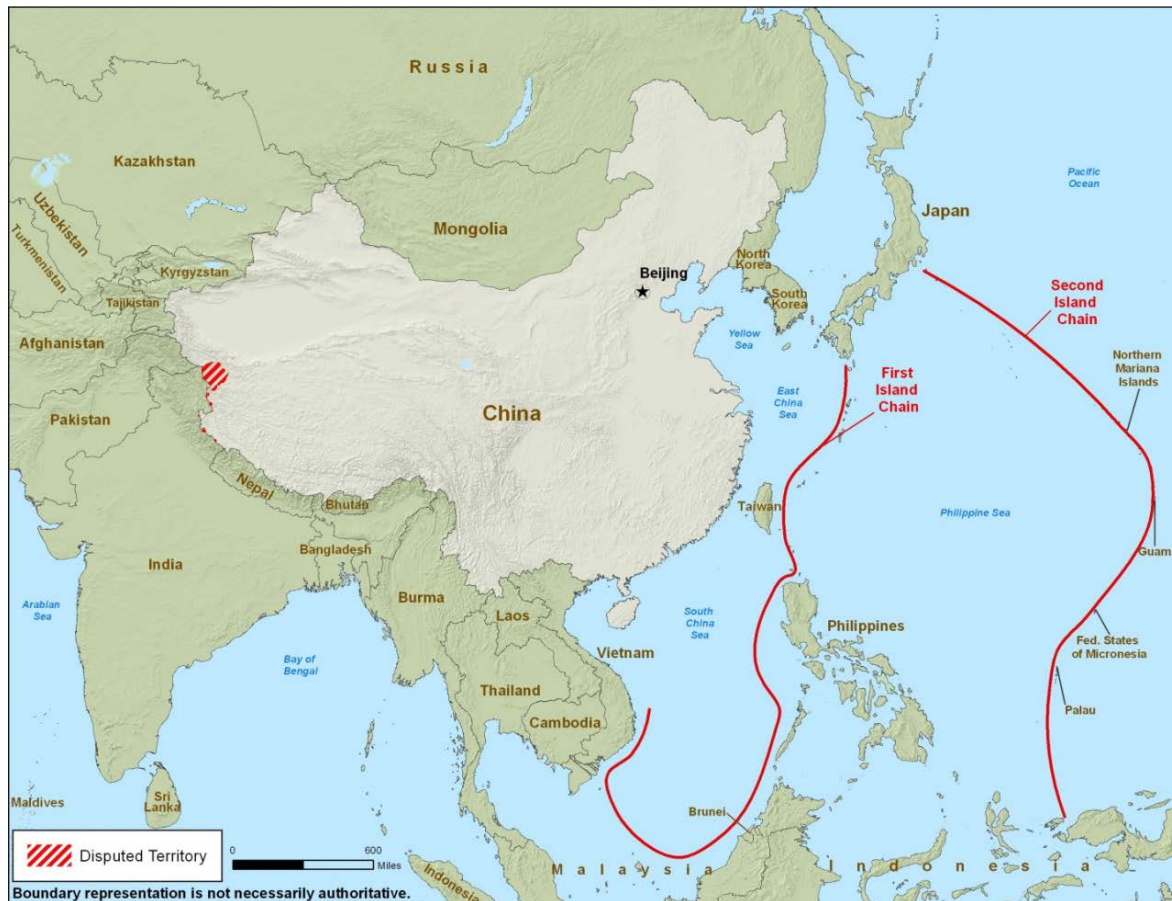 Russia
Kazakhstan
Mongolia
Uzbekistan
Turkmenistan
Kyrgyzstan
Tajikistan
Afghanistan
Pakistan
Beijing
North
Korea
South
Korea
Japan
Pacific
Ocean
Yellow
Sea
East
China
Sea
Second
Island
Chain
First
Island
Chain
Northern
Mariana
Islands
China
Nepal
Bhutan
Bangladesh
India
Burma
Laos
Taiwan
Philippine Sea
Guam
Arabian
Sea
Bay of
Bengal
South
China
Sea
Vietnam
Thailand
Cambodia
Philippines
Fed. States
of Micronesia
Palau
Maldives
Sri
Lanka
Brunei
Malaysia
Indonesia
Indonesia
Disputed Territory
0 600
Miles
Boundary representation is not necessarily authoritative.